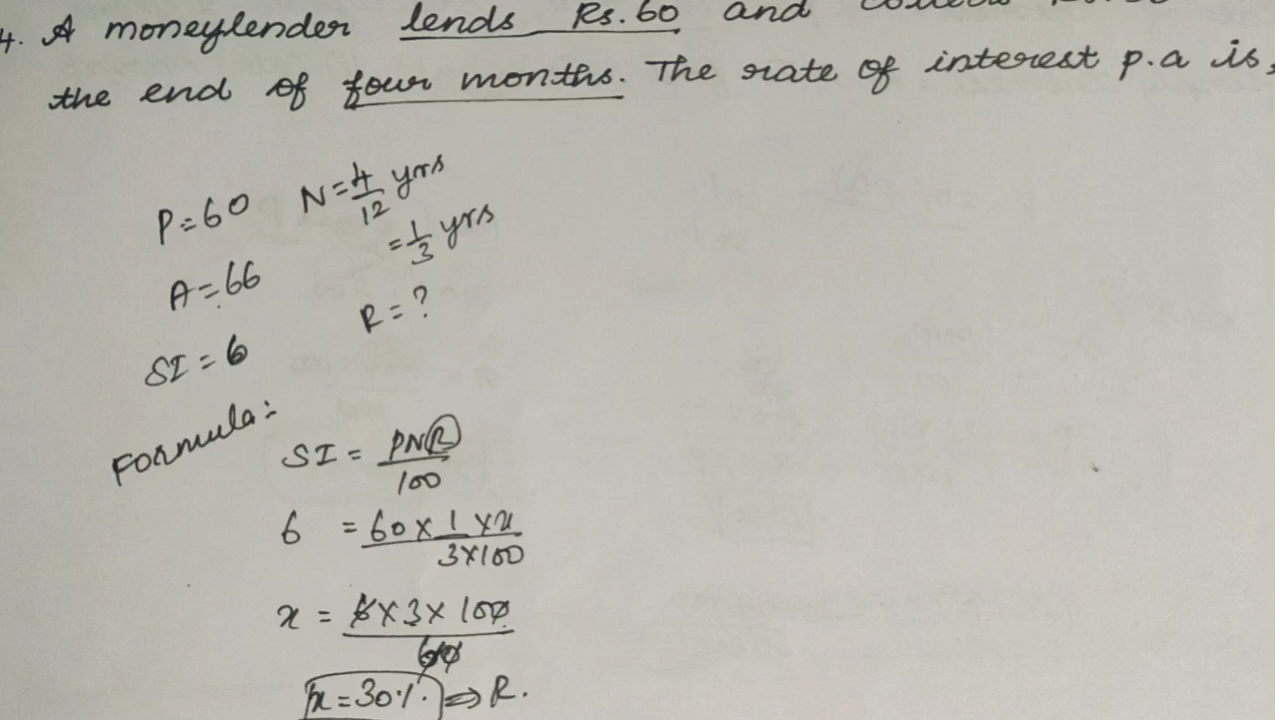 4. A moneylender lends Rs. 60 and
the end of four months. The rate of interest p.a is,
P = 60 N = 4/12 yrs
= 1/3 yrs
A = 66
R = ?
SI = 6
Formula:
SI = PNR/100
6 = 60 × 1 × x / 3 × 100
x = 6 × 3 × 100 / 60
x = 30%. ⇒ R.